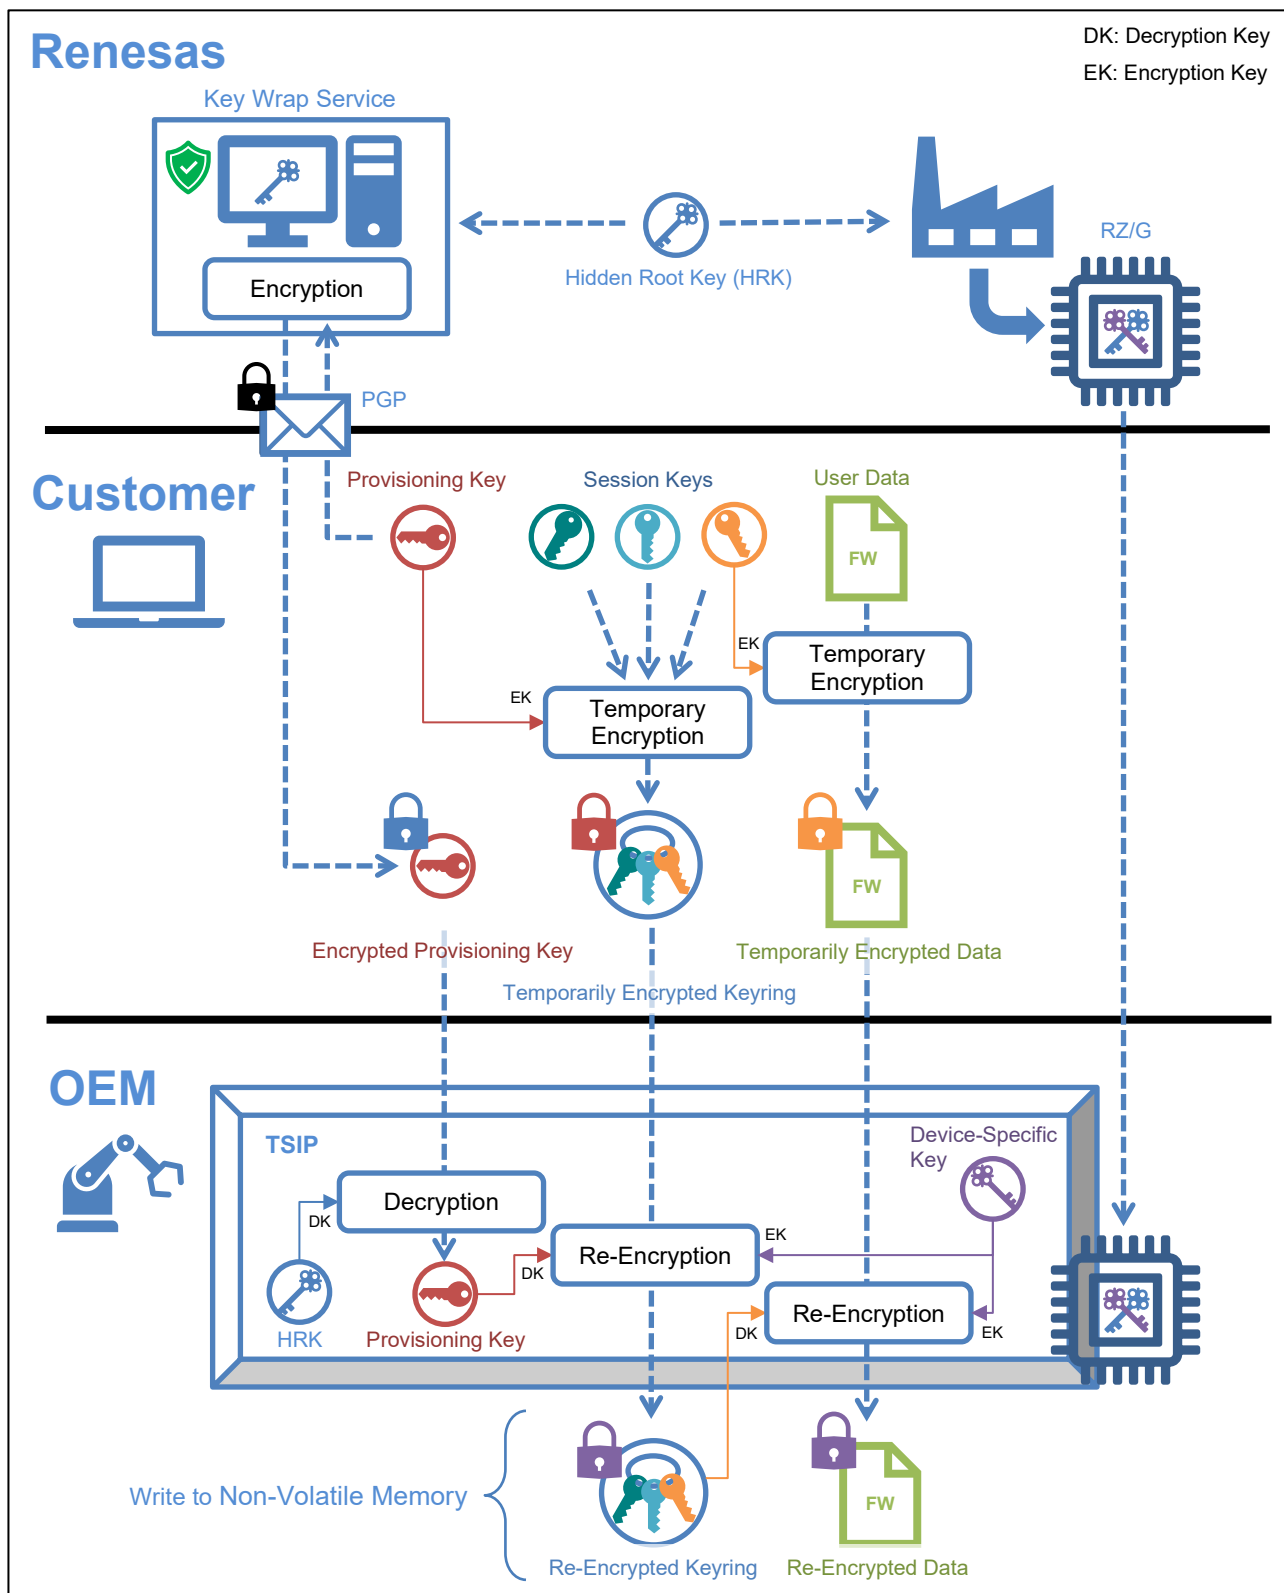 Renesas
DK: Decryption Key
EK: Encryption Key
Key Wrap Service
Encryption
Hidden Root Key (HRK)
RZ/G
PGP
Customer
Provisioning Key
Session Keys
User Data
FW
EK
Temporary
Encryption
EK
Temporary
Encryption
FW
Encrypted Provisioning Key
Temporarily Encrypted Data
Temporarily Encrypted Keyring
OEM
TSIP
Device-Specific
Key
Decryption
DK
EK
Re-Encryption
DK
Re-Encryption
DK
EK
HRK
Provisioning Key
Write to Non-Volatile Memory
FW
Re-Encrypted Keyring
Re-Encrypted Data